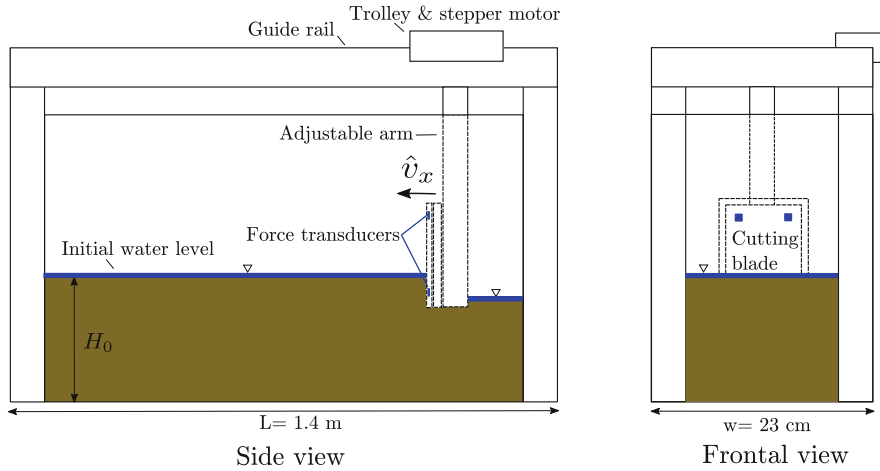 Trolley & stepper motor
Guide rail
Adjustable arm
v̂ₓ
Force transducers
Initial water level
H₀
L= 1.4 m
Side view
Cutting
blade
w= 23 cm
Frontal view